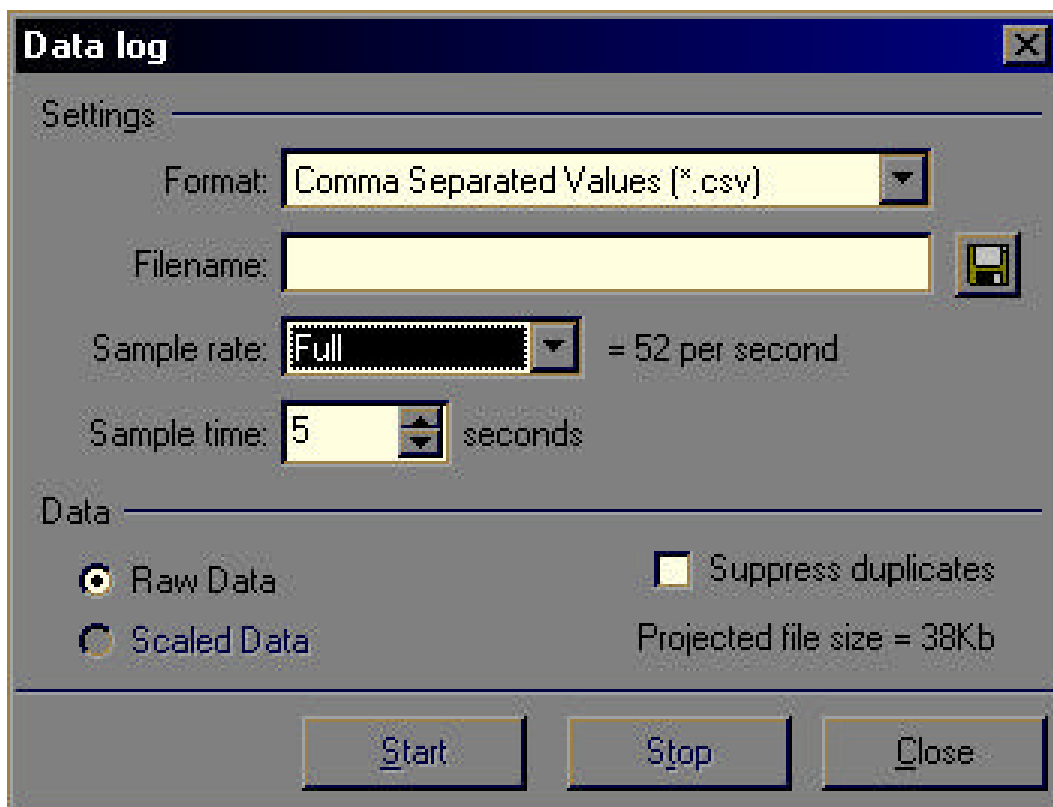 Data log
Settings
Format: Comma Separated Values (*.csv)
Filename:
Sample rate: Full = 52 per second
Sample time: 5 seconds
Data
Raw Data Suppress duplicates
Scaled Data Projected file size = 38Kb
Start Stop Close